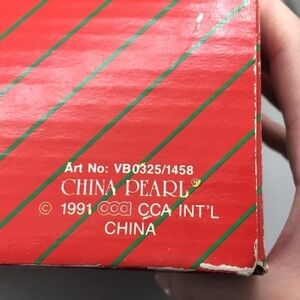 Art No: VB0325/1458
CHINA PEARL
© 1991 CCA CCA INT'L
CHINA